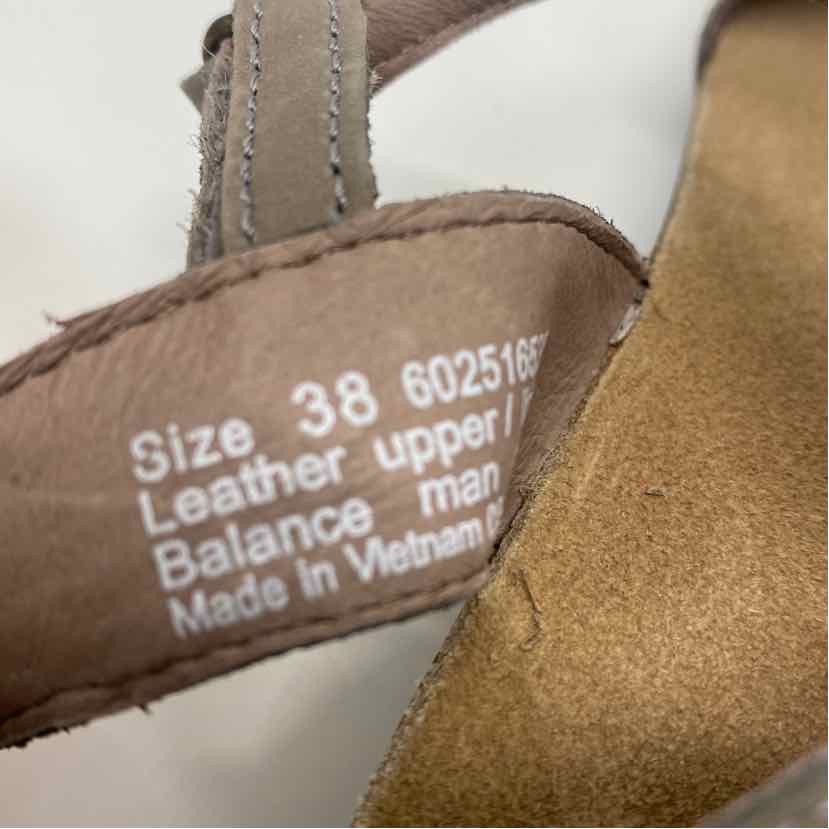 Size 38 6025165
Leather upper /
Balance man
Made in Vietnam